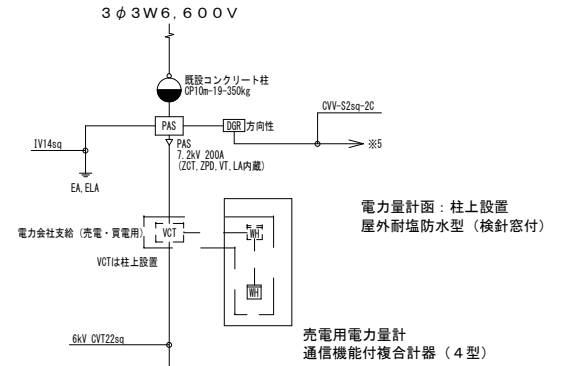 3φ3W6,600V
既設コンクリート柱
CP10m-19-350kg
CVV-S2sq-2C
PAS
DGR 方向性
※5
IV14sq
PAS
7.2kV 200A
(ZCT,ZPD,VT,LA内蔵)
EA,ELA
電力量計函：柱上設置
屋外耐塩防水型（検針窓付）
電力会社支給（売電・買電用）
VCT
WH
VCTは柱上設置
WH
売電用電力量計
通信機能付複合計器（４型）
6kV CVT22sq